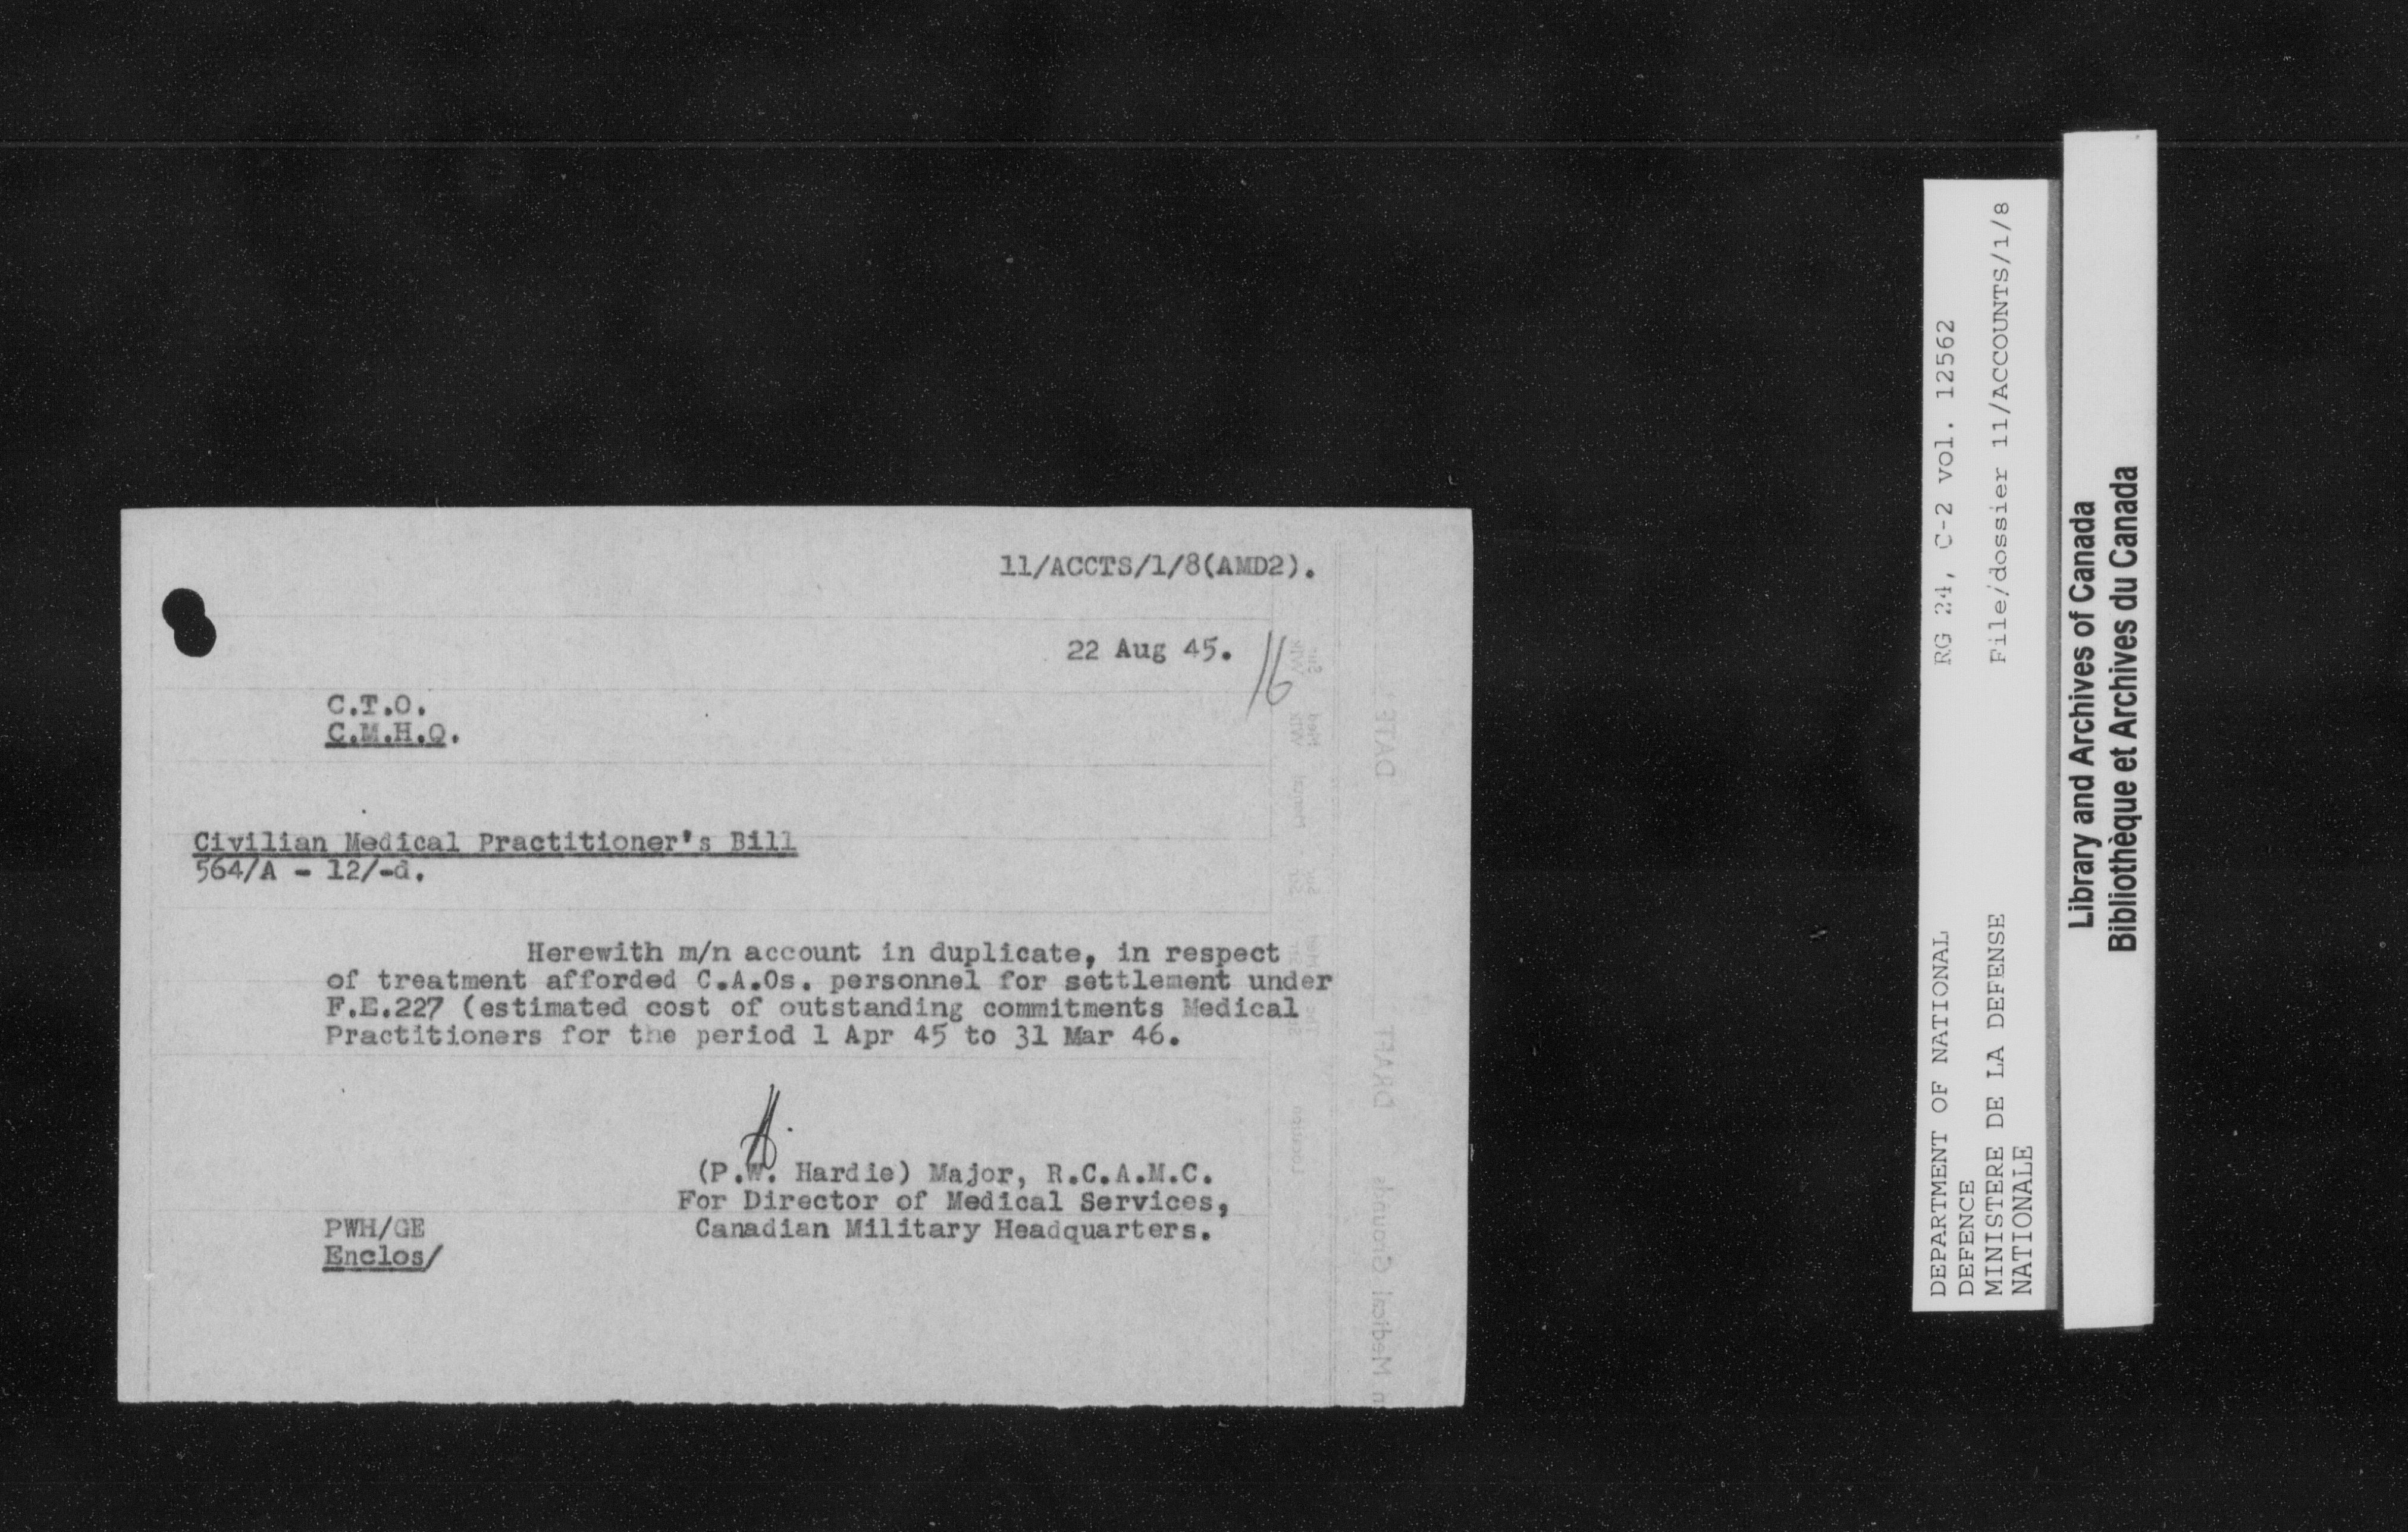 11/ACCTS/1/8(AMD2).
22 Aug 45.
16
C.T.O.
C.M.H.Q.
Civilian Medical Practitioner's Bill
564/A - 12/-d.
Herewith m/n account in duplicate, in respect
of treatment afforded C.A.Os. personnel for settlement under
F.E.227 (estimated cost of outstanding commitments Medical
Practitioners for the period 1 Apr 45 to 31 Mar 46.
(P.W. Hardie) Major, R.C.A.M.C.
For Director of Medical Services,
Canadian Military Headquarters.
PWH/GE
Enclos/
DATE
DRAFT
Medical Grounds
DEPARTMENT OF NATIONAL
DEFENCE
MINISTERE DE LA DEFENSE
NATIONALE
RG 24, C-2 vol. 12562
File/dossier 11/ACCOUNTS/1/8
Library and Archives of Canada
Bibliothèque et Archives du Canada